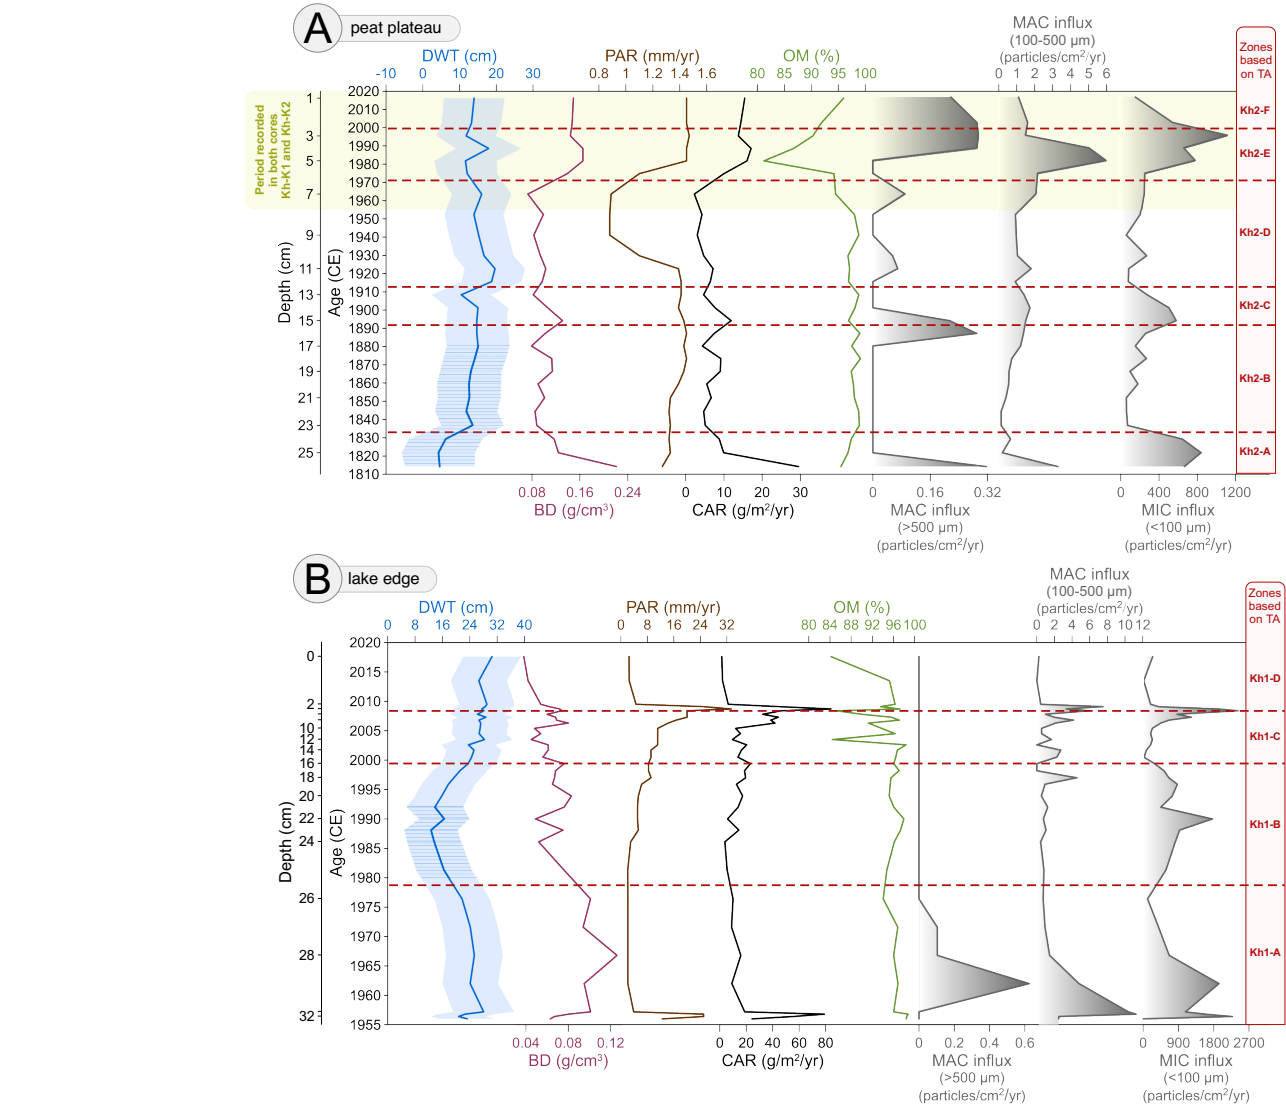 A peat plateau
MAC influx
(100-500 µm)
(particles/cm²/yr)
DWT (cm) PAR (mm/yr) OM (%)
-10 0 10 20 30 0.8 1 1.2 1.4 1.6 80 85 90 95 100 0 1 2 3 4 5 6
Zones
based
on TA
Period recorded
in both cores
Kh-K1 and Kh-K2
Depth (cm)
1
3
5
7
9
11
13
15
17
19
21
23
25
Age (CE)
2020
2010
2000
1990
1980
1970
1960
1950
1940
1930
1920
1910
1900
1890
1880
1870
1860
1850
1840
1830
1820
1810
Kh2-F
Kh2-E
Kh2-D
Kh2-C
Kh2-B
Kh2-A
0.08 0.16 0.24 0 10 20 30 0 0.16 0.32 0 400 800 1200
BD (g/cm³) CAR (g/m²/yr) MAC influx MIC influx
(>500 µm) (<100 µm)
(particles/cm²/yr) (particles/cm²/yr)
B lake edge
MAC influx
(100-500 µm)
(particles/cm²/yr)
DWT (cm) PAR (mm/yr) OM (%)
0 8 16 24 32 40 0 8 16 24 32 80 84 88 92 96 100 0 2 4 6 8 10 12
Zones
based
on TA
Depth (cm)
0
2
10
12
14
16
18
20
22
24
26
28
32
Age (CE)
2020
2015
2010
2005
2000
1995
1990
1985
1980
1975
1970
1965
1960
1955
Kh1-D
Kh1-C
Kh1-B
Kh1-A
0.04 0.08 0.12 0 20 40 60 80 0 0.2 0.4 0.6 0 900 1800 2700
BD (g/cm³) CAR (g/m²/yr) MAC influx MIC influx
(>500 µm) (<100 µm)
(particles/cm²/yr) (particles/cm²/yr)